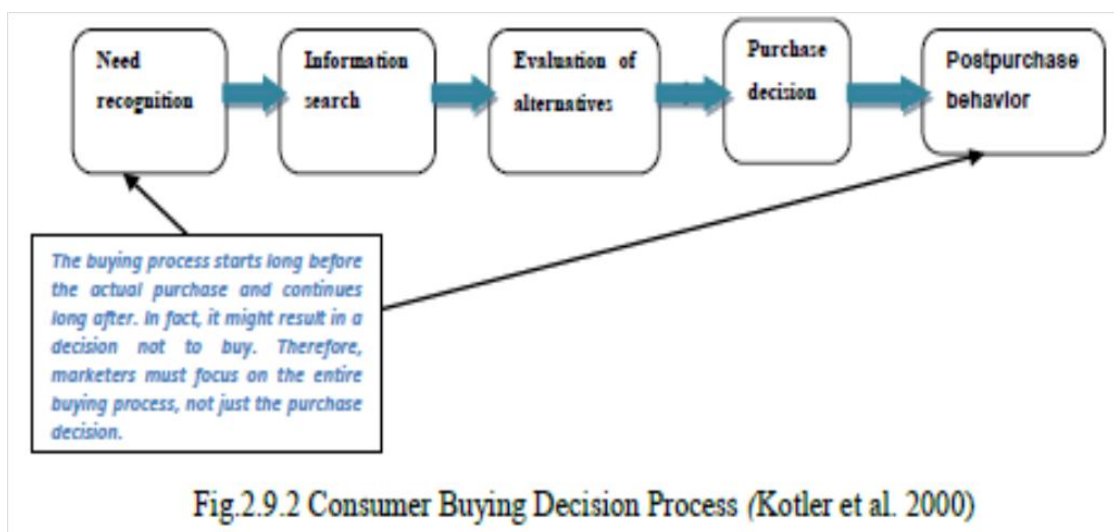 Need
recognition
Information
search
Evaluation of
alternatives
Purchase
decision
Postpurchase
behavior
The buying process starts long before
the actual purchase and continues
long after. In fact, it might result in a
decision not to buy. Therefore,
marketers must focus on the entire
buying process, not just the purchase
decision.
Fig.2.9.2 Consumer Buying Decision Process (Kotler et al. 2000)